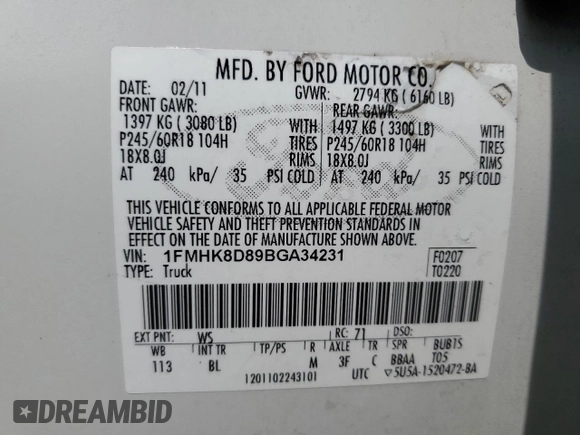 MFD. BY FORD MOTOR CO.
DATE: 02/11 GVWR: 2794 KG ( 6160 LB)
FRONT GAWR: REAR GAWR:
1397 KG ( 3080 LB) WITH 1497 KG ( 3300 LB) WITH
P245/60R18 104H TIRES P245/60R18 104H TIRES
18X8.0J RIMS 18X8.0J RIMS
AT 240 kPa/ 35 PSI COLD AT 240 kPa/ 35 PSI COLD
THIS VEHICLE CONFORMS TO ALL APPLICABLE FEDERAL MOTOR
VEHICLE SAFETY AND THEFT PREVENTION STANDARDS IN
EFFECT ON THE DATE OF MANUFACTURE SHOWN ABOVE.
VIN: 1FMHK8D89BGA34231 F0207
TYPE: Truck T0220
EXT PNT: WS RC: 71 DSO:
WB INT TR TP/PS R AXLE TR SPR BUB1S
113 BL M 3F C BBAA T05
1201102243101 UTC ▽5U5A-1520472-BA
DREAMBID